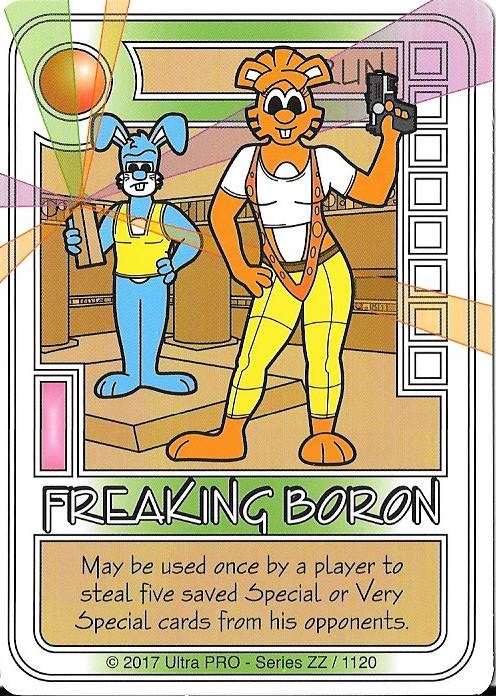 RUN
FREAKING BORON
May be used once by a player to
steal five saved Special or Very
Special cards from his opponents.
© 2017 Ultra PRO - Series ZZ / 1120